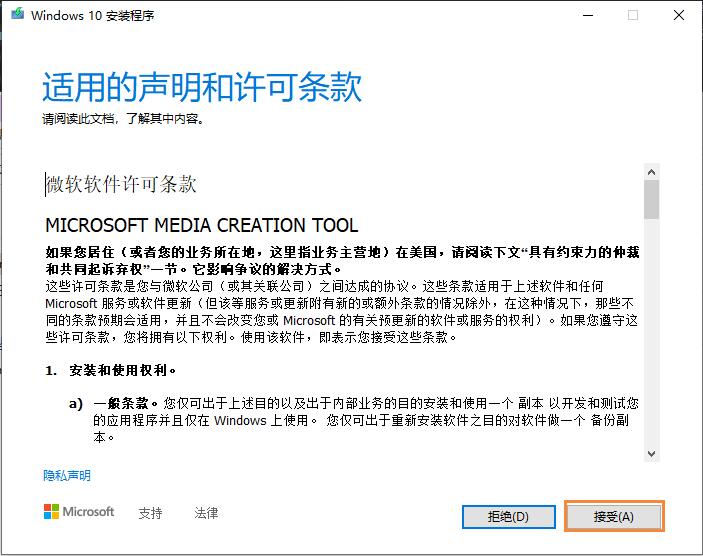 Windows 10 安装程序
适用的声明和许可条款
请阅读此文档，了解其中内容。
微软软件许可条款
MICROSOFT MEDIA CREATION TOOL
如果您居住（或者您的业务所在地，这里指业务主营地）在美国，请阅读下文“具有约束力的仲裁
和共同起诉弃权”一节。它影响争议的解决方式。
这些许可条款是您与微软公司（或其关联公司）之间达成的协议。这些条款适用于上述软件和任何
Microsoft 服务或软件更新（但该等服务或更新附有新的或额外条款的情况除外，在这种情况下，那些不
同的条款预期会适用，并且不会改变您或 Microsoft 的有关预更新的软件或服务的权利）。如果您遵守这
些许可条款，您将拥有以下权利。使用该软件，即表示您接受这些条款。
1. 安装和使用权利。
a) 一般条款。您仅可出于上述目的以及出于内部业务的目的安装和使用一个 副本 以开发和测试您
的应用程序并且仅在 Windows 上使用。 您仅可出于重新安装软件之目的对软件做一个 备份副
本。
隐私声明
Microsoft 支持 法律
拒绝(D) 接受(A)